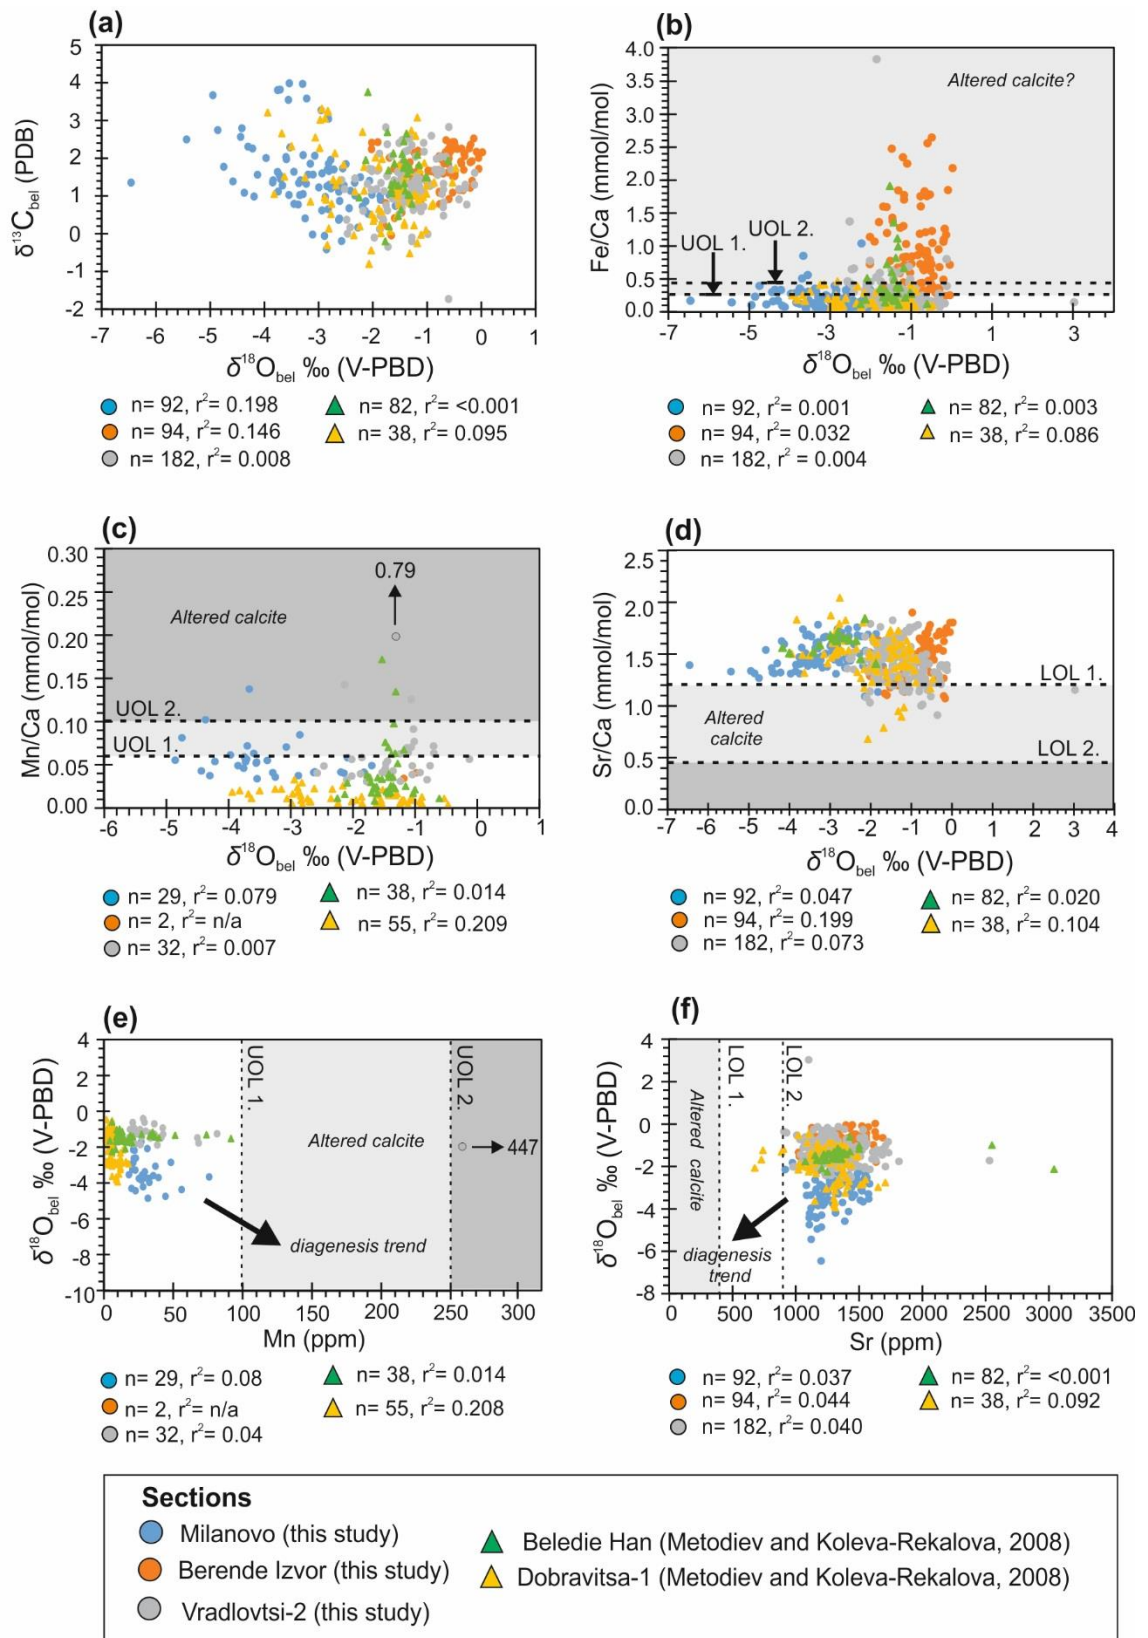 (a)
5
4
3
2
1
0
-1
-2
δ¹³C_bel (PDB)
-7 -6 -5 -4 -3 -2 -1 0 1
δ¹⁸O_bel ‰ (V-PBD)
n= 92, r²= 0.198
n= 94, r²= 0.146
n= 182, r²= 0.008
n= 82, r²= <0.001
n= 38, r²= 0.095
(b)
4.0
3.5
3.0
2.5
2.0
1.5
1.0
0.5
0.0
Fe/Ca (mmol/mol)
Altered calcite?
UOL 1.
UOL 2.
-7 -5 -3 -1 1 3
δ¹⁸O_bel ‰ (V-PBD)
n= 92, r²= 0.001
n= 94, r²= 0.032
n= 182, r²= 0.004
n= 82, r²= 0.003
n= 38, r²= 0.086
(c)
0.30
0.25
0.20
0.15
0.10
0.05
0.00
Mn/Ca (mmol/mol)
0.79
Altered calcite
UOL 2.
UOL 1.
-6 -5 -4 -3 -2 -1 0 1
δ¹⁸O_bel ‰ (V-PBD)
n= 29, r²= 0.079
n= 2, r²= n/a
n= 32, r²= 0.007
n= 38, r²= 0.014
n= 55, r²= 0.209
(d)
2.5
2.0
1.5
1.0
0.5
0.0
Sr/Ca (mmol/mol)
LOL 1.
Altered
calcite
LOL 2.
-7 -6 -5 -4 -3 -2 -1 0 1 2 3 4
δ¹⁸O_bel ‰ (V-PBD)
n= 92, r²= 0.047
n= 94, r²= 0.199
n= 182, r²= 0.073
n= 82, r²= 0.020
n= 38, r²= 0.104
(e)
4
2
0
-2
-4
-6
-8
-10
δ¹⁸O_bel ‰ (V-PBD)
UOL 1.
UOL 2.
Altered calcite
447
diagenesis trend
0 50 100 150 200 250 300
Mn (ppm)
n= 29, r²= 0.08
n= 2, r²= n/a
n= 32, r²= 0.04
n= 38, r²= 0.014
n= 55, r²= 0.208
(f)
4
2
0
-2
-4
-6
-8
δ¹⁸O_bel ‰ (V-PBD)
Altered calcite
LOL 1.
LOL 2.
diagenesis
trend
0 500 1000 1500 2000 2500 3000 3500
Sr (ppm)
n= 92, r²= 0.037
n= 94, r²= 0.044
n= 182, r²= 0.040
n= 82, r²= <0.001
n= 38, r²= 0.092
Sections
Milanovo (this study)
Berende Izvor (this study)
Vradlovtsi-2 (this study)
Beledie Han (Metodiev and Koleva-Rekalova, 2008)
Dobravitsa-1 (Metodiev and Koleva-Rekalova, 2008)